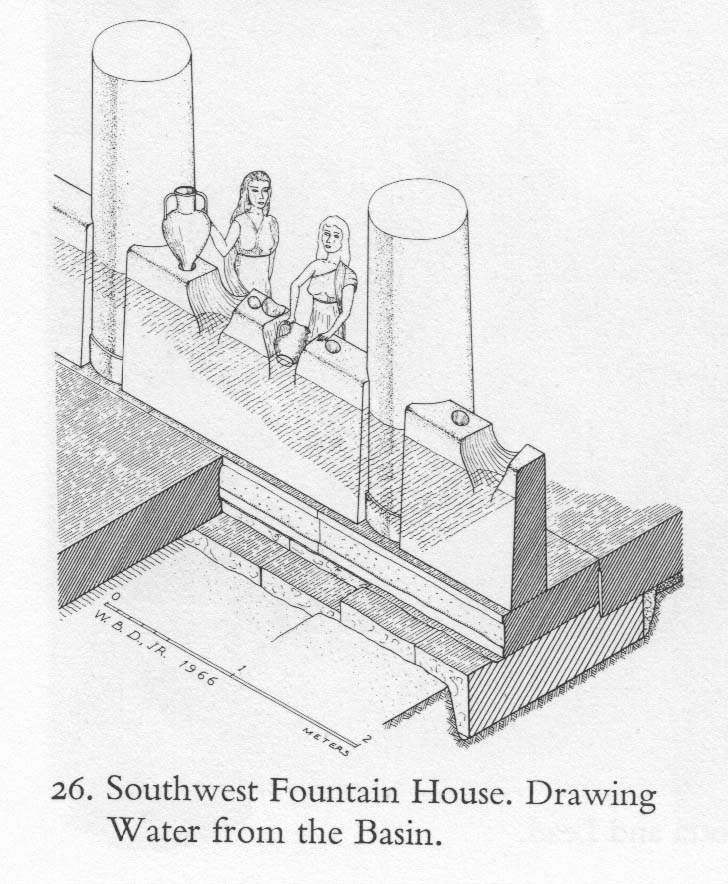 0
W. B. D., JR. 1966
1
2
METERS
26. Southwest Fountain House. Drawing
Water from the Basin.